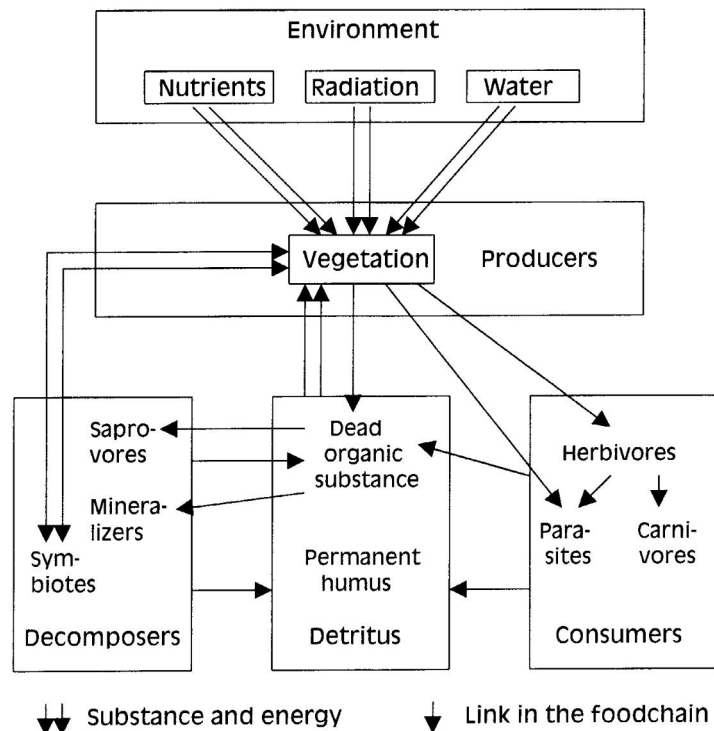 Environment
Nutrients
Radiation
Water
Vegetation
Producers
Sapro-
vores
Minera-
lizers
Sym-
biotes
Decomposers
Dead
organic
substance
Permanent
humus
Detritus
Herbivores
Para-
sites
Carni-
vores
Consumers
Substance and energy
Link in the foodchain